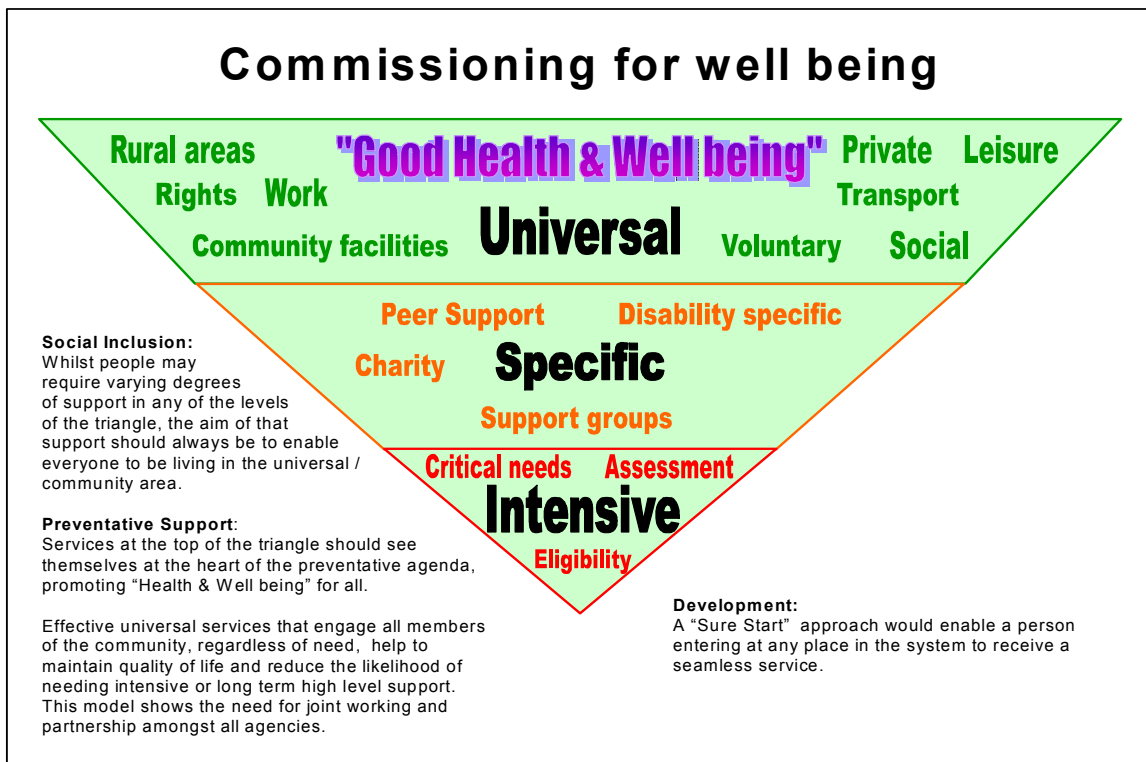 Commissioning for well being
Rural areas "Good Health & Well being" Private Leisure
Rights Work Transport
Community facilities Universal Voluntary Social
Peer Support Disability specific
Charity Specific
Support groups
Critical needs Assessment
Intensive
Eligibility
Social Inclusion:
Whilst people may
require varying degrees
of support in any of the levels
of the triangle, the aim of that
support should always be to enable
everyone to be living in the universal /
community area.
Preventative Support:
Services at the top of the triangle should see
themselves at the heart of the preventative agenda,
promoting “Health & Well being” for all.
Effective universal services that engage all members
of the community, regardless of need, help to
maintain quality of life and reduce the likelihood of
needing intensive or long term high level support.
This model shows the need for joint working and
partnership amongst all agencies.
Development:
A “Sure Start” approach would enable a person
entering at any place in the system to receive a
seamless service.